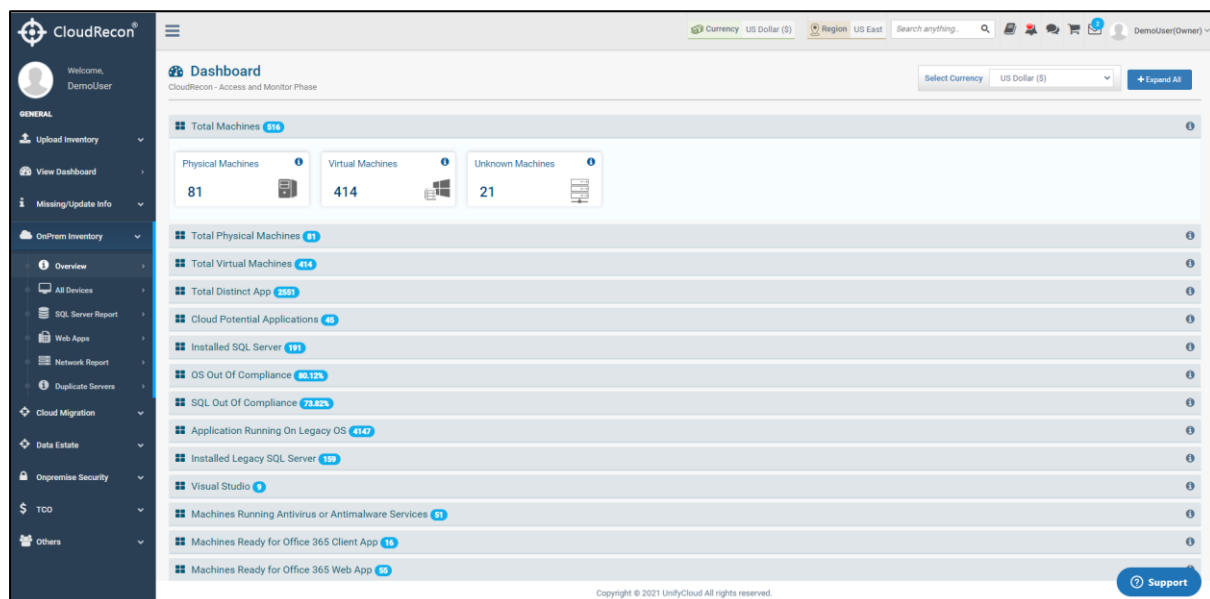 CloudRecon®
Currency US Dollar ($)
Region US East
Search anything..
2
DemoUser(Owner)
Welcome,
DemoUser
GENERAL
Upload Inventory
View Dashboard
Missing/Update Info
OnPrem Inventory
Overview
All Devices
SQL Server Report
Web Apps
Network Report
Duplicate Servers
Cloud Migration
Data Estate
Onpremise Security
TCO
Others
Dashboard
CloudRecon - Access and Monitor Phase
Select Currency US Dollar ($)
+ Expand All
Total Machines 516
Physical Machines
81
Virtual Machines
414
Unknown Machines
21
Total Physical Machines 81
Total Virtual Machines 414
Total Distinct App 2551
Cloud Potential Applications 45
Installed SQL Server 191
OS Out Of Compliance 80.12%
SQL Out Of Compliance 73.82%
Application Running On Legacy OS 4147
Installed Legacy SQL Server 159
Visual Studio 9
Machines Running Antivirus or Antimalware Services 51
Machines Ready for Office 365 Client App 16
Machines Ready for Office 365 Web App 55
Support
Copyright © 2021 UnifyCloud All rights reserved.